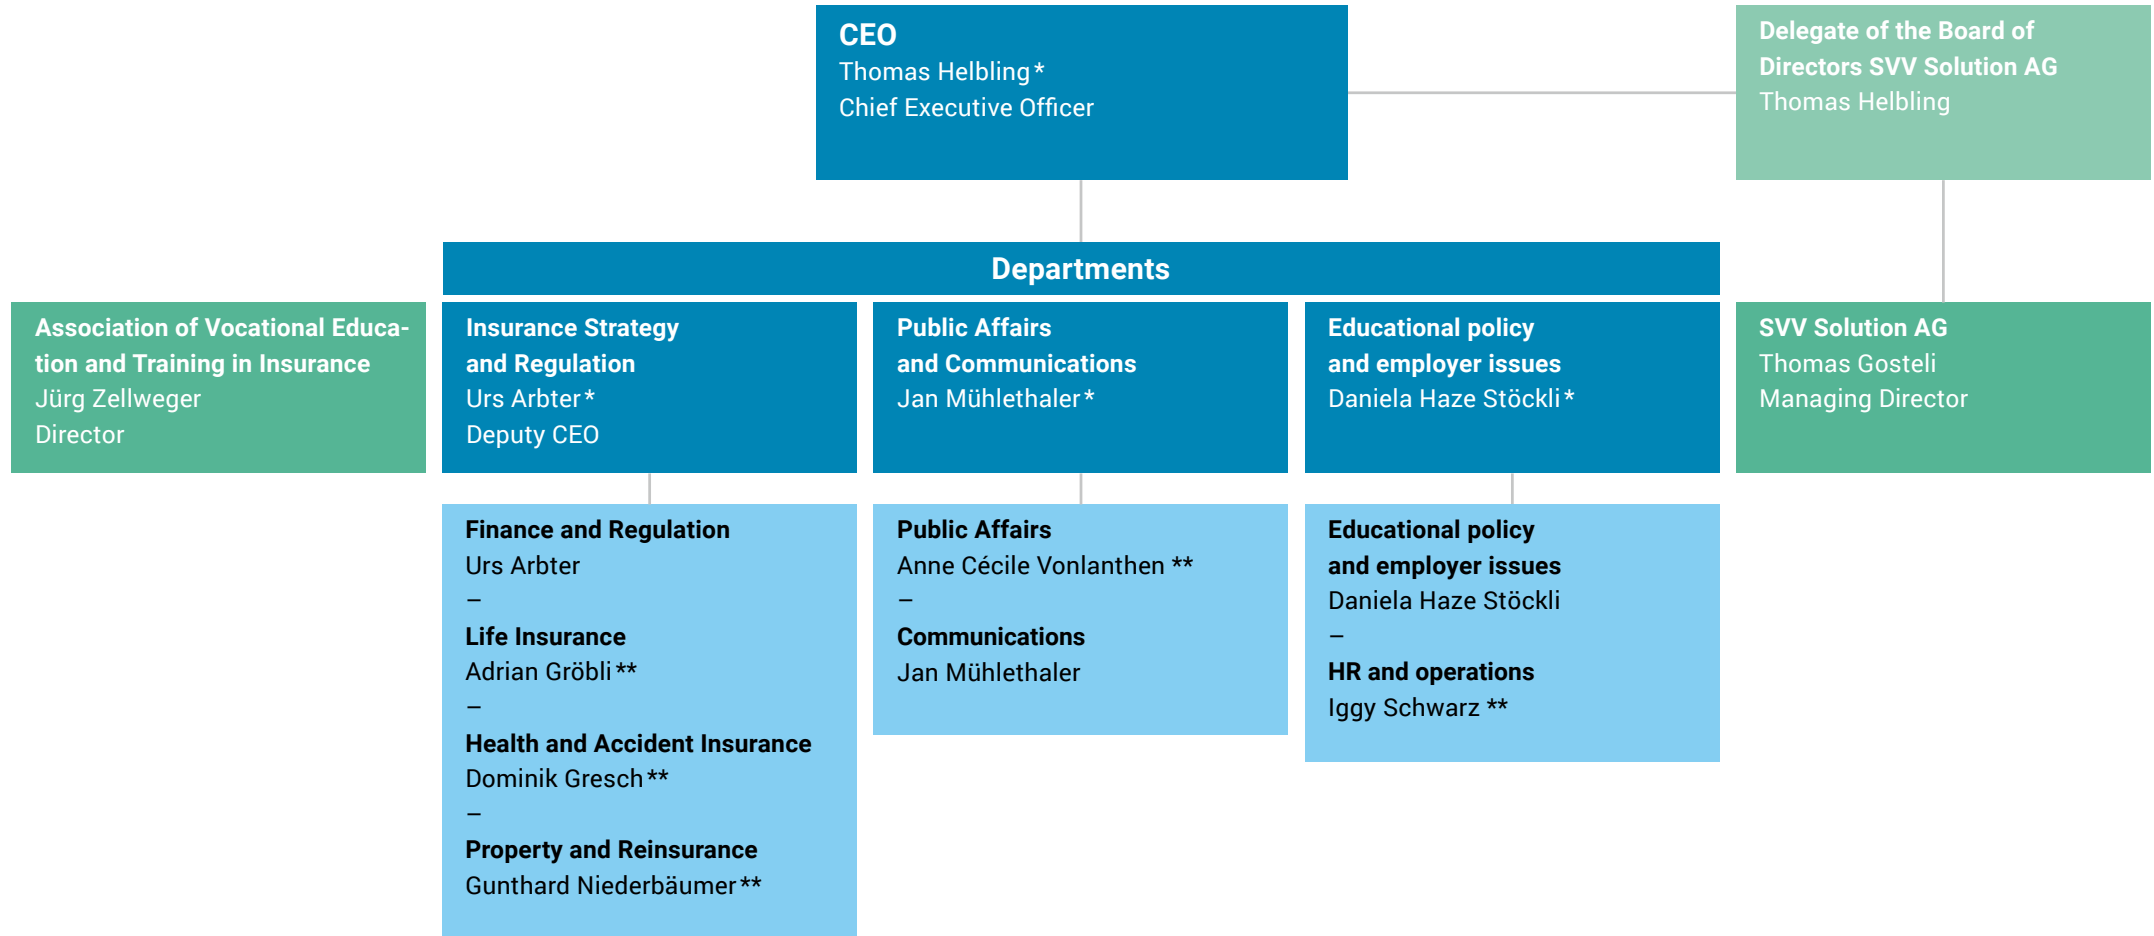 CEO
Thomas Helbling *
Chief Executive Officer
Delegate of the Board of
Directors SVV Solution AG
Thomas Helbling
Departments
Association of Vocational Educa-
tion and Training in Insurance
Jürg Zellweger
Director
Insurance Strategy
and Regulation
Urs Arbter *
Deputy CEO
Public Affairs
and Communications
Jan Mühlethaler *
Educational policy
and employer issues
Daniela Haze Stöckli *
SVV Solution AG
Thomas Gosteli
Managing Director
Finance and Regulation
Urs Arbter
–
Life Insurance
Adrian Gröbli **
–
Health and Accident Insurance
Dominik Gresch **
–
Property and Reinsurance
Gunthard Niederbäumer **
Public Affairs
Anne Cécile Vonlanthen **
–
Communications
Jan Mühlethaler
Educational policy
and employer issues
Daniela Haze Stöckli
–
HR and operations
Iggy Schwarz **